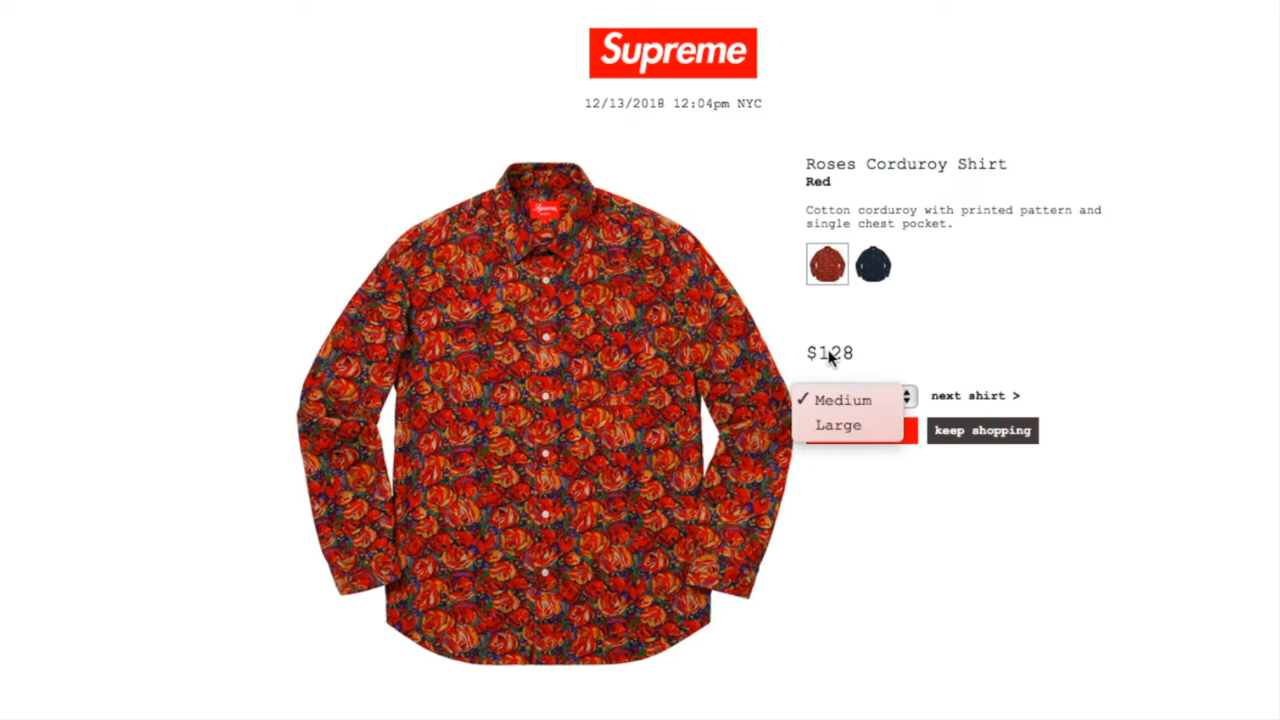 Supreme
12/13/2018 12:04pm NYC
Roses Corduroy Shirt
Red
Cotton corduroy with printed pattern and
single chest pocket.
Supreme
$128
✓ Medium
Large
next shirt >
keep shopping